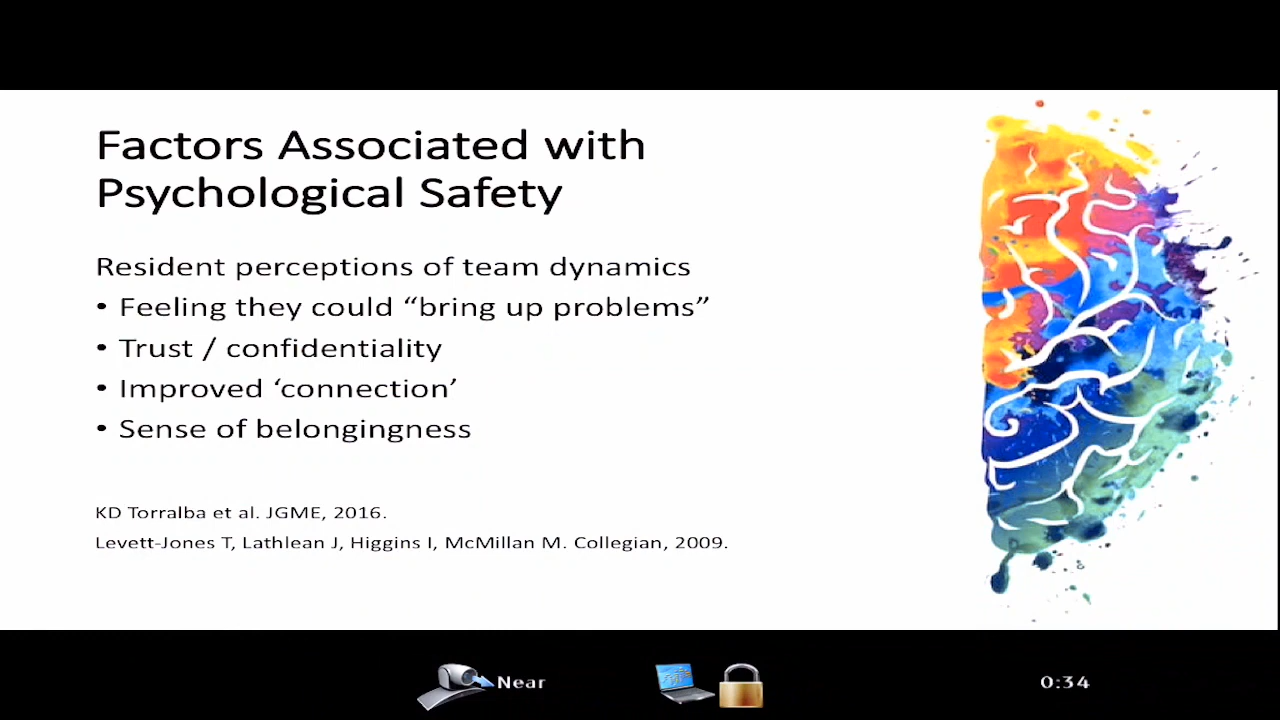 Factors Associated with
Psychological Safety
Resident perceptions of team dynamics
• Feeling they could “bring up problems”
• Trust / confidentiality
• Improved ‘connection’
• Sense of belongingness
KD Torralba et al. JGME, 2016.
Levett-Jones T, Lathlean J, Higgins I, McMillan M. Collegian, 2009.
Near
0:34